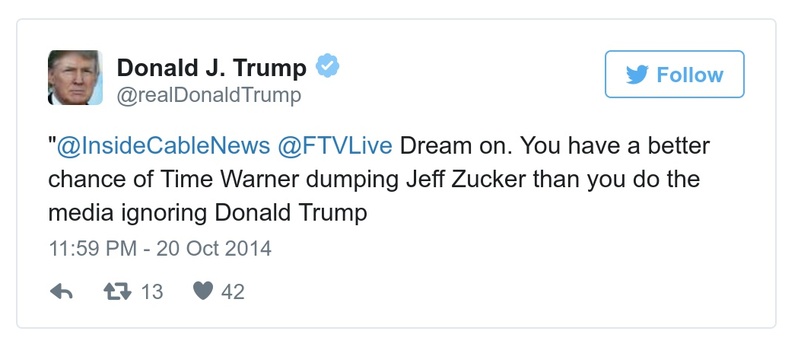 Donald J. Trump
@realDonaldTrump
Follow
"@InsideCableNews @FTVLive Dream on. You have a better
chance of Time Warner dumping Jeff Zucker than you do the
media ignoring Donald Trump
11:59 PM - 20 Oct 2014
13 42